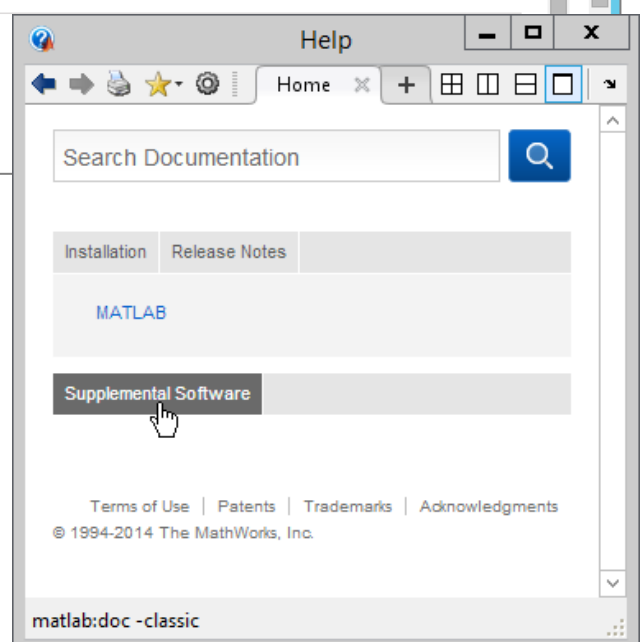 Help
Home
Search Documentation
Installation Release Notes
MATLAB
Supplemental Software
Terms of Use | Patents | Trademarks | Acknowledgments
© 1994-2014 The MathWorks, Inc.
matlab:doc -classic